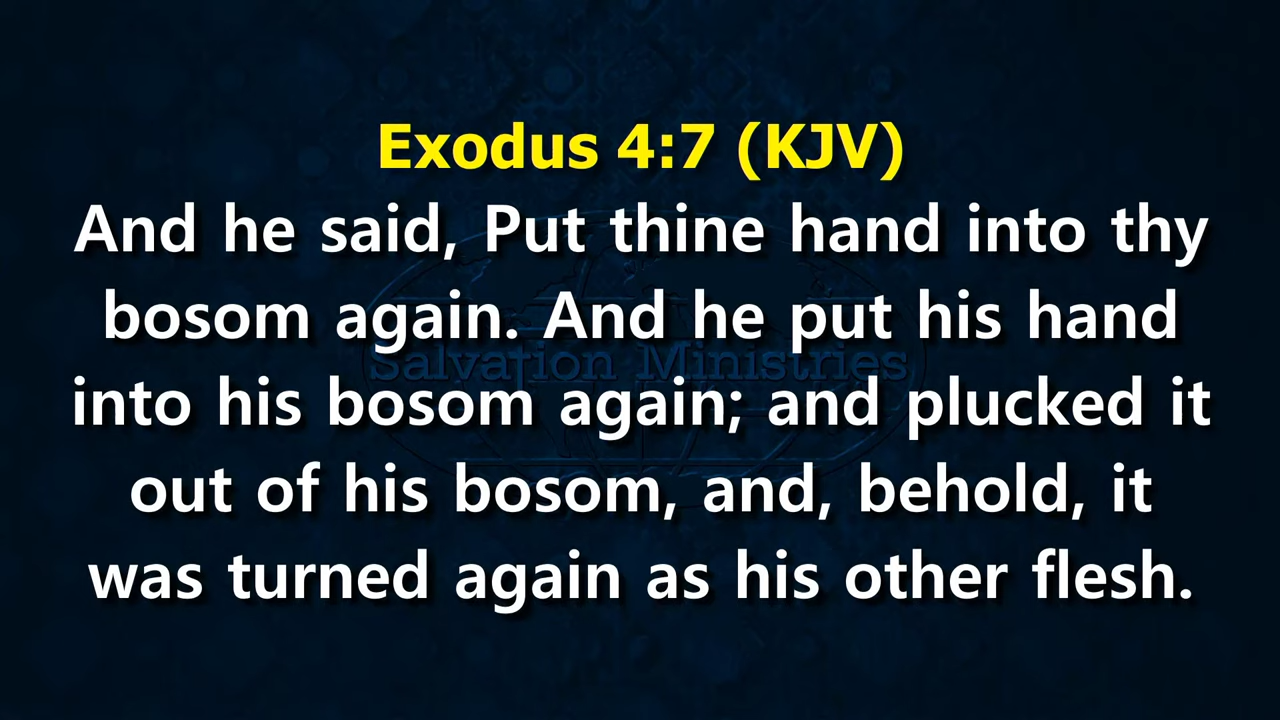 Exodus 4:7 (KJV)
And he said, Put thine hand into thy
bosom again. And he put his hand
Salvation Ministries
into his bosom again; and plucked it
out of his bosom, and, behold, it
was turned again as his other flesh.